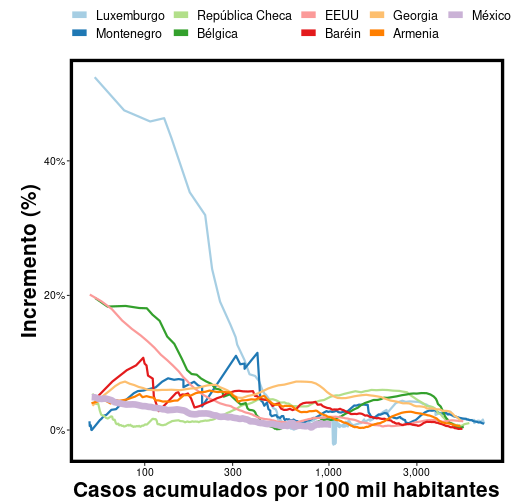 Luxemburgo República Checa EEUU Georgia México
Montenegro Bélgica Baréin Armenia
Incremento (%)
40%
20%
0%
100 300 1,000 3,000
Casos acumulados por 100 mil habitantes